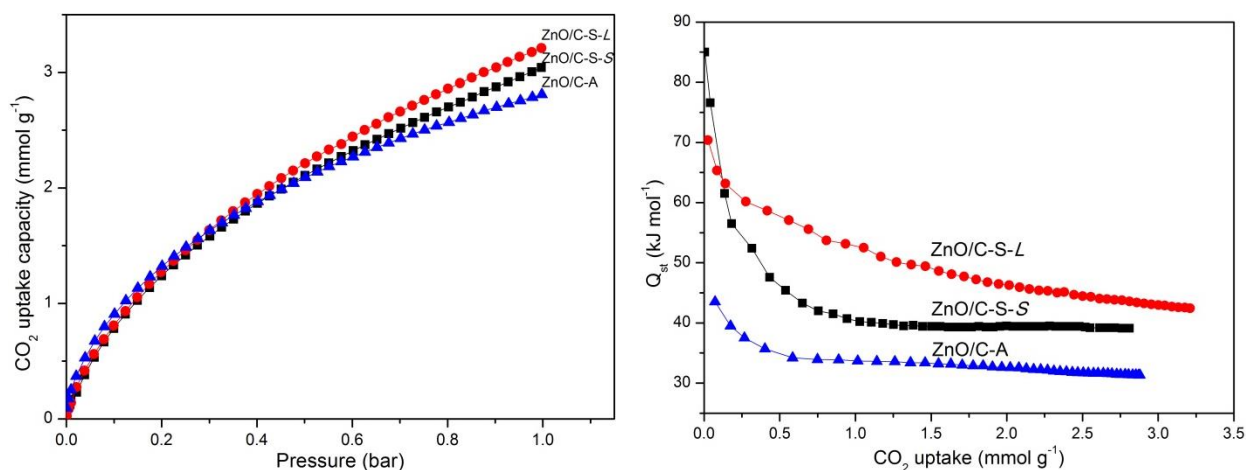 CO₂ uptake capacity (mmol g⁻¹)
3
2
1
0
ZnO/C-S-L
ZnO/C-S-S
ZnO/C-A
0.0 0.2 0.4 0.6 0.8 1.0
Pressure (bar)
Qst (kJ mol⁻¹)
90
80
70
60
50
40
30
ZnO/C-S-L
ZnO/C-S-S
ZnO/C-A
0.0 0.5 1.0 1.5 2.0 2.5 3.0 3.5
CO₂ uptake (mmol g⁻¹)